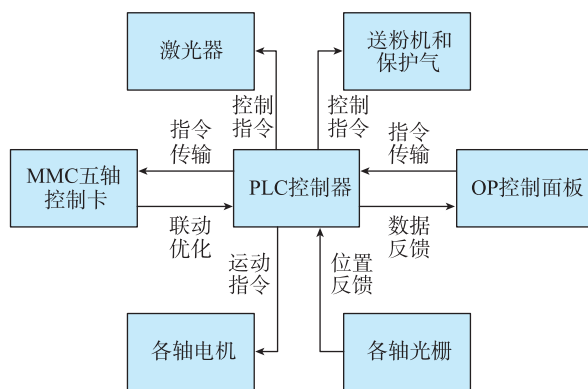 激光器
送粉机和
保护气
控制
指令
控制
指令
指令
传输
指令
传输
MMC五轴
控制卡
PLC控制器
OP控制面板
联动
优化
数据
反馈
运动
指令
位置
反馈
各轴电机
各轴光栅